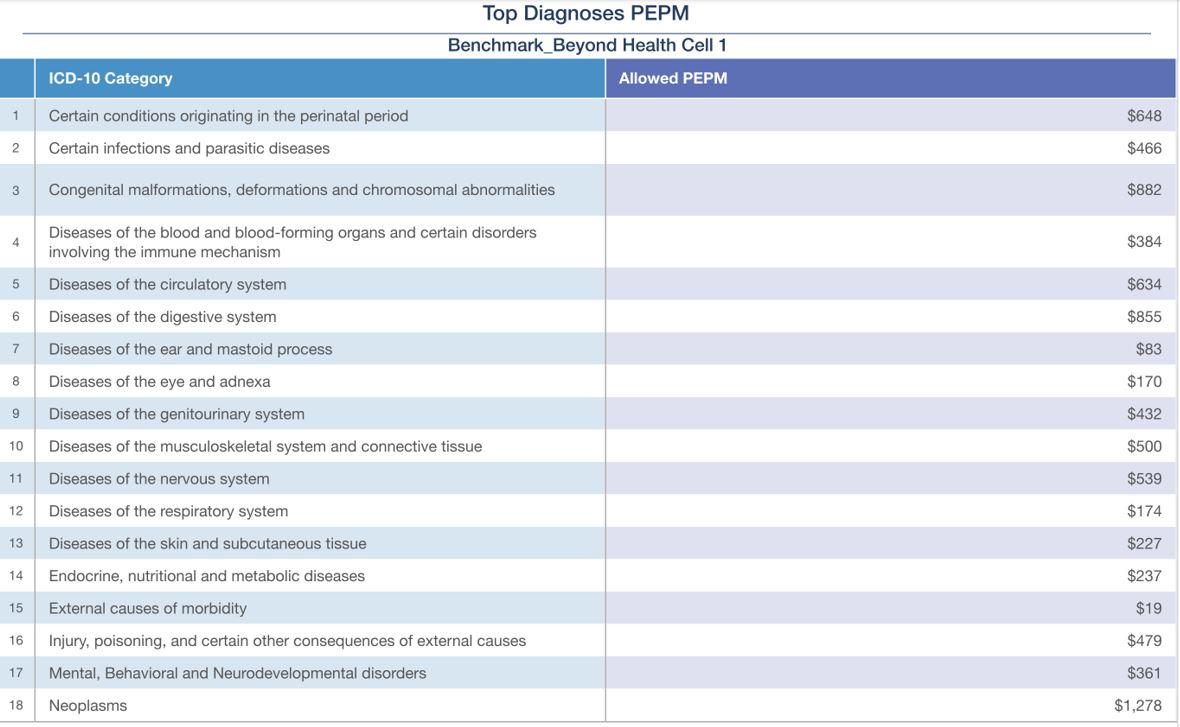 Top Diagnoses PEPM
Benchmark_Beyond Health Cell 1
ICD-10 Category Allowed PEPM
1 Certain conditions originating in the perinatal period $648
2 Certain infections and parasitic diseases $466
3 Congenital malformations, deformations and chromosomal abnormalities $882
4 Diseases of the blood and blood-forming organs and certain disorders
involving the immune mechanism $384
5 Diseases of the circulatory system $634
6 Diseases of the digestive system $855
7 Diseases of the ear and mastoid process $83
8 Diseases of the eye and adnexa $170
9 Diseases of the genitourinary system $432
10 Diseases of the musculoskeletal system and connective tissue $500
11 Diseases of the nervous system $539
12 Diseases of the respiratory system $174
13 Diseases of the skin and subcutaneous tissue $227
14 Endocrine, nutritional and metabolic diseases $237
15 External causes of morbidity $19
16 Injury, poisoning, and certain other consequences of external causes $479
17 Mental, Behavioral and Neurodevelopmental disorders $361
18 Neoplasms $1,278